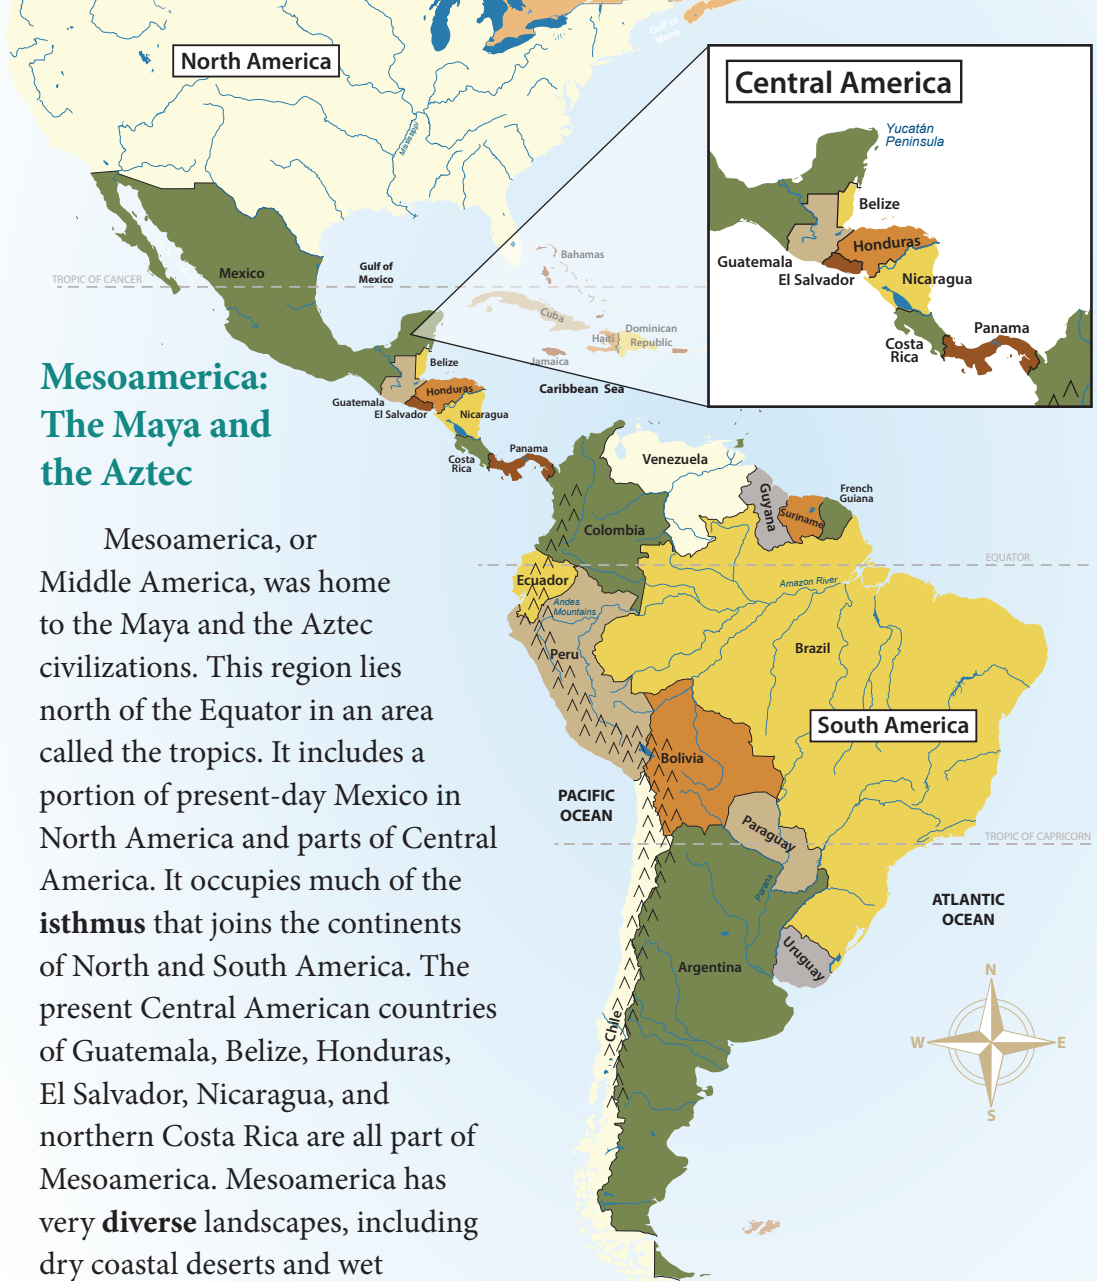 North America
Gulf of
Maine
Mississippi
Central America
Yucatán
Peninsula
Belize
Honduras
Guatemala
El Salvador
Nicaragua
Costa
Rica
Panama
TROPIC OF CANCER
Mexico
Gulf of
Mexico
Bahamas
Cuba
Haiti
Dominican
Republic
Jamaica
Caribbean Sea
Belize
Honduras
Guatemala
El Salvador
Nicaragua
Costa
Rica
Panama
Mesoamerica:
The Maya and
the Aztec
Mesoamerica, or
Middle America, was home
to the Maya and the Aztec
civilizations. This region lies
north of the Equator in an area
called the tropics. It includes a
portion of present-day Mexico in
North America and parts of Central
America. It occupies much of the
isthmus that joins the continents
of North and South America. The
present Central American countries
of Guatemala, Belize, Honduras,
El Salvador, Nicaragua, and
northern Costa Rica are all part of
Mesoamerica. Mesoamerica has
very diverse landscapes, including
dry coastal deserts and wet
Venezuela
Guyana
Suriname
French
Guiana
Colombia
EQUATOR
Ecuador
Andes
Mountains
Amazon River
Peru
Brazil
South America
Bolivia
PACIFIC
OCEAN
Paraguay
TROPIC OF CAPRICORN
Parana
ATLANTIC
OCEAN
Uruguay
Argentina
Chile
N
W
E
S